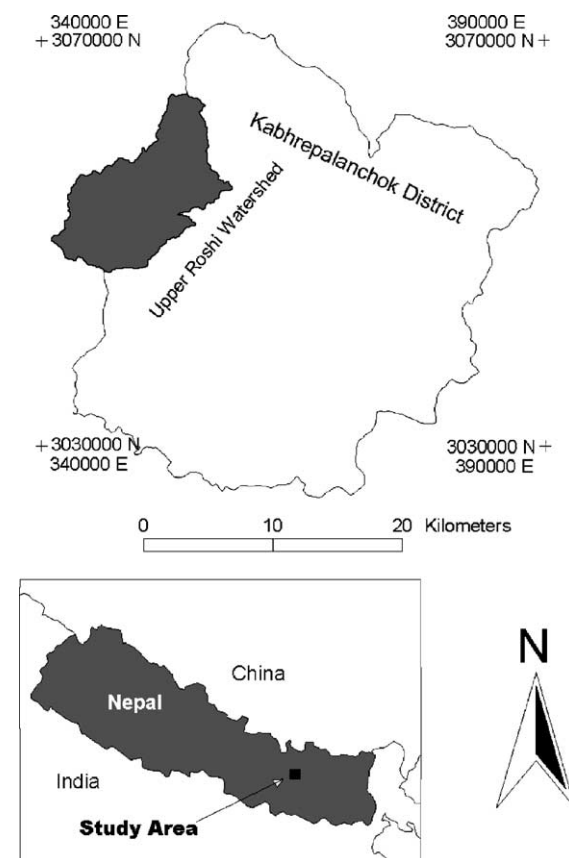 340000 E
+ 3070000 N
390000 E
3070000 N +
Kabhrepalanchok District
Upper Roshi Watershed
+ 3030000 N
340000 E
3030000 N +
390000 E
0 10 20 Kilometers
China
Nepal
India
Study Area
N